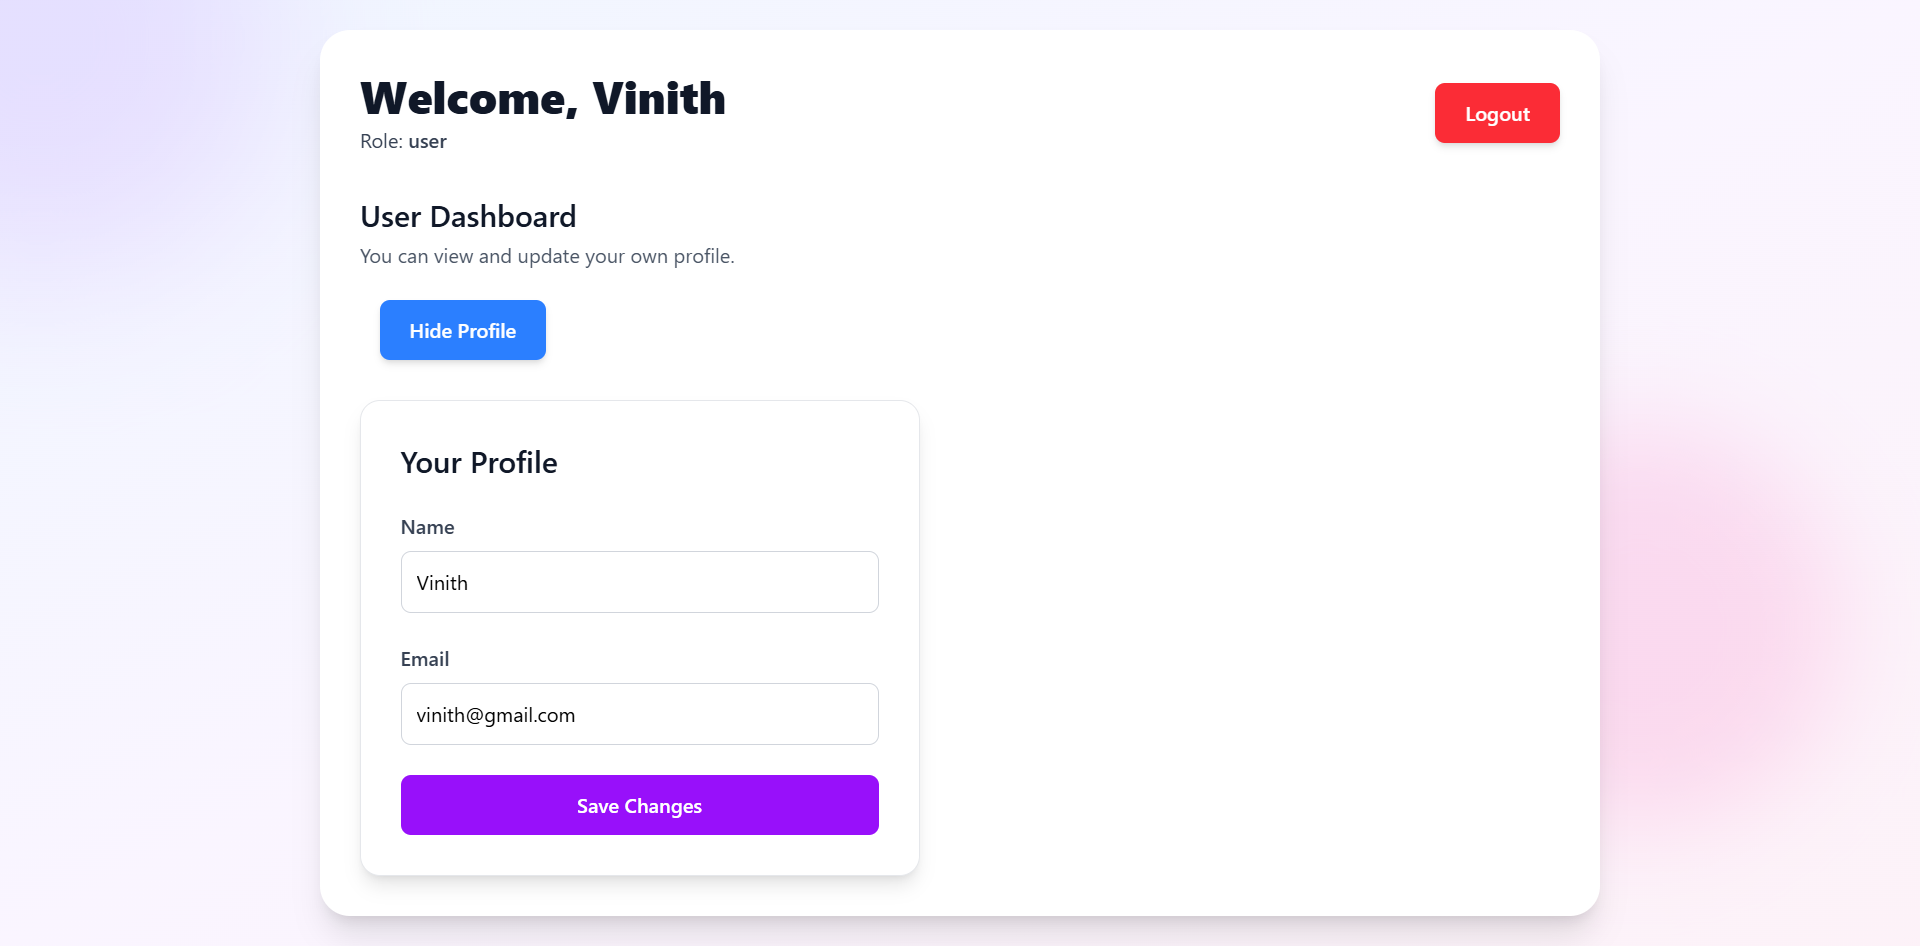 Welcome, Vinith
Role: user
Logout
User Dashboard
You can view and update your own profile.
Hide Profile
Your Profile
Name
Vinith
Email
vinith@gmail.com
Save Changes